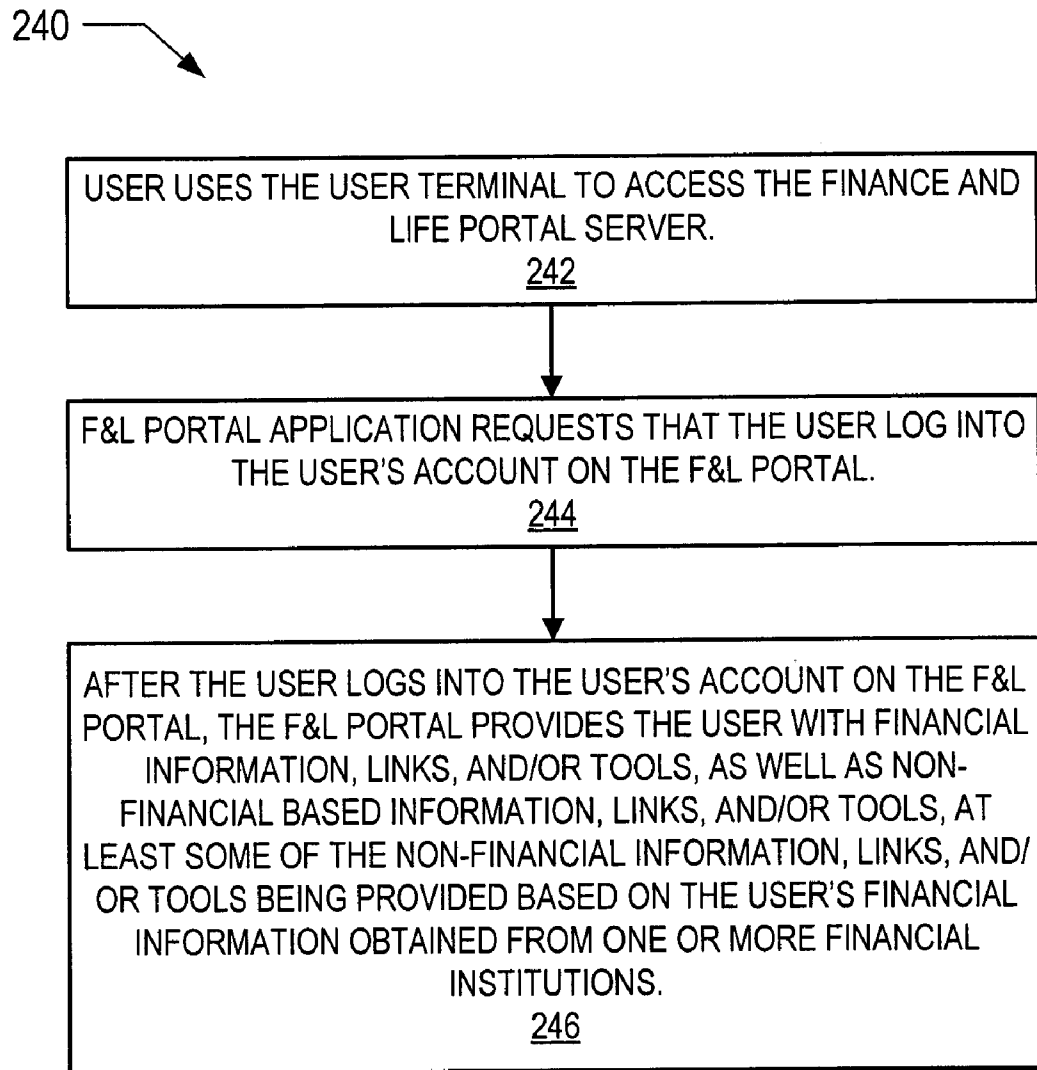 240
USER USES THE USER TERMINAL TO ACCESS THE FINANCE AND
LIFE PORTAL SERVER.
242
F&L PORTAL APPLICATION REQUESTS THAT THE USER LOG INTO
THE USER'S ACCOUNT ON THE F&L PORTAL.
244
AFTER THE USER LOGS INTO THE USER'S ACCOUNT ON THE F&L
PORTAL, THE F&L PORTAL PROVIDES THE USER WITH FINANCIAL
INFORMATION, LINKS, AND/OR TOOLS, AS WELL AS NON-
FINANCIAL BASED INFORMATION, LINKS, AND/OR TOOLS, AT
LEAST SOME OF THE NON-FINANCIAL INFORMATION, LINKS, AND/
OR TOOLS BEING PROVIDED BASED ON THE USER'S FINANCIAL
INFORMATION OBTAINED FROM ONE OR MORE FINANCIAL
INSTITUTIONS.
246